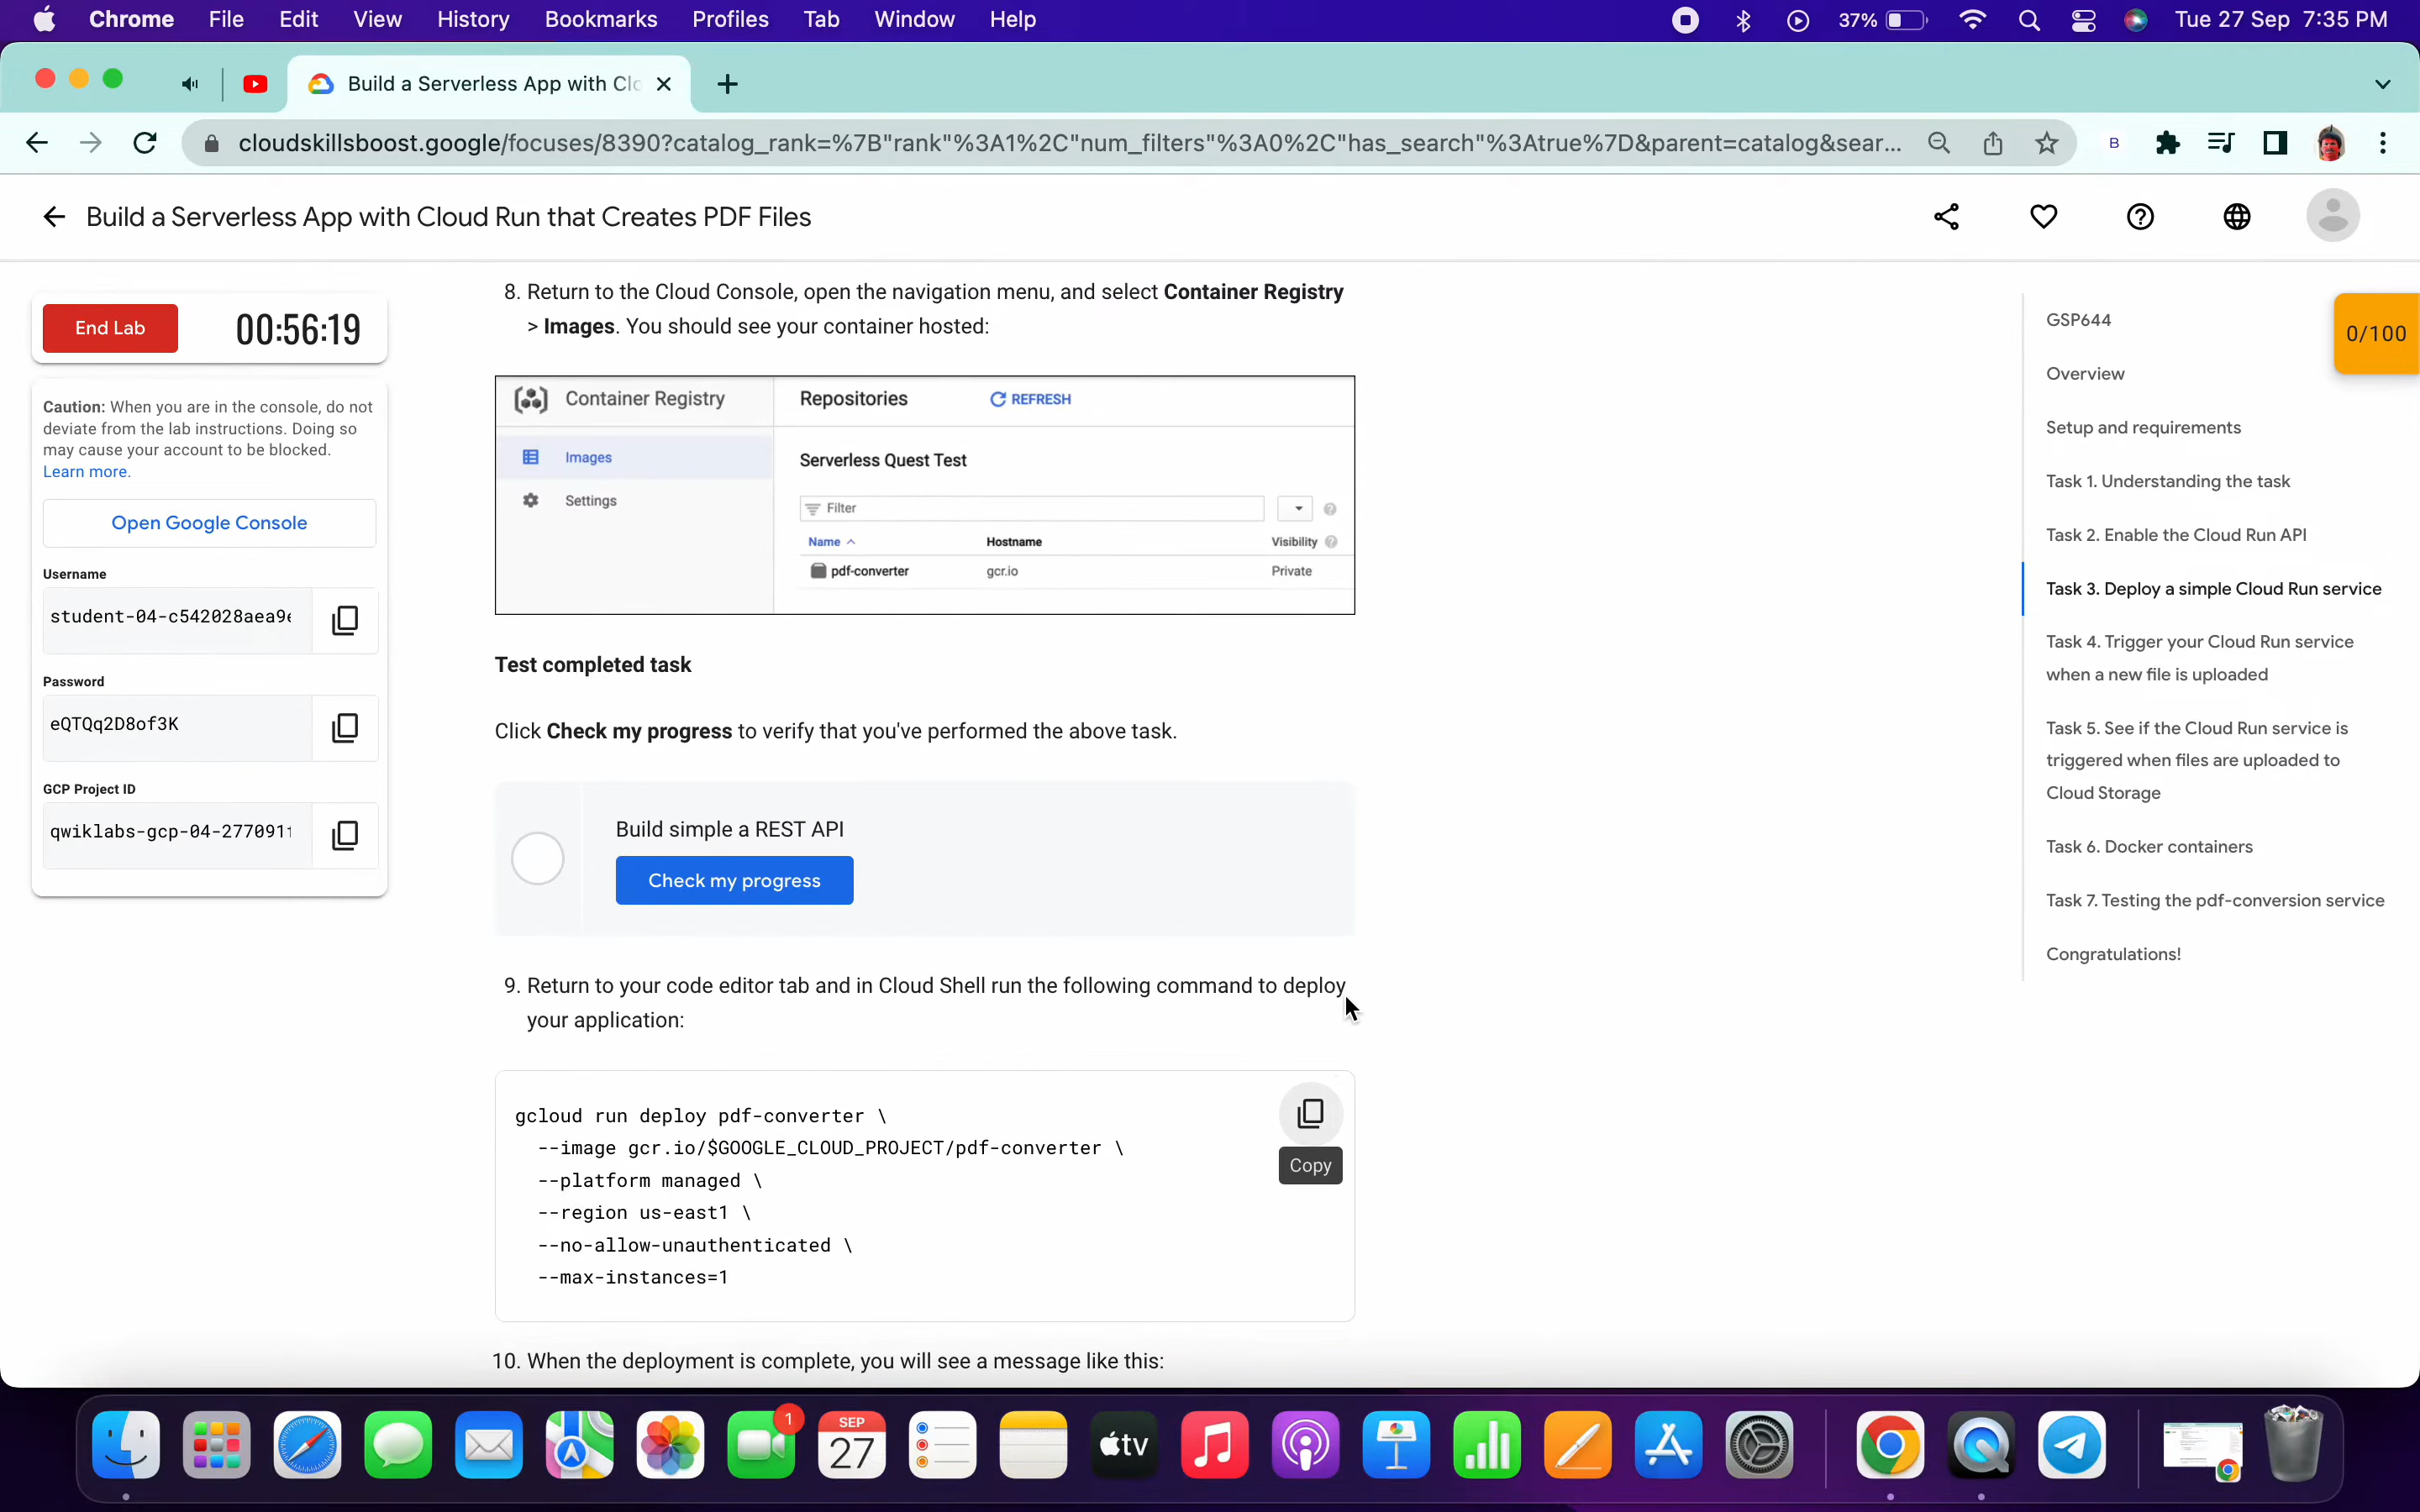 Chrome File Edit View History Bookmarks Profiles Tab Window Help 37% Tue 27 Sep 7:35 PM
Build a Serverless App with Clo
cloudskillsboost.google/focuses/8390?catalog_rank=%7B"rank"%3A1%2C"num_filters"%3A0%2C"has_search"%3Atrue%7D&parent=catalog&sear... B
Build a Serverless App with Cloud Run that Creates PDF Files
End Lab 00:56:19
Caution: When you are in the console, do not
deviate from the lab instructions. Doing so
may cause your account to be blocked.
Learn more.
Open Google Console
Username
student-04-c542028aea9
Password
eQTQq2D8of3K
GCP Project ID
qwiklabs-gcp-04-277091
8. Return to the Cloud Console, open the navigation menu, and select Container Registry
> Images. You should see your container hosted:
Container Registry Repositories REFRESH
Images
Settings
Serverless Quest Test
Filter
Name Hostname Visibility
pdf-converter gcr.io Private
Test completed task
Click Check my progress to verify that you've performed the above task.
Build simple a REST API
Check my progress
9. Return to your code editor tab and in Cloud Shell run the following command to deploy
your application:
gcloud run deploy pdf-converter \
--image gcr.io/$GOOGLE_CLOUD_PROJECT/pdf-converter \
--platform managed \
--region us-east1 \
--no-allow-unauthenticated \
--max-instances=1
Copy
10. When the deployment is complete, you will see a message like this:
GSP644
Overview
Setup and requirements
Task 1. Understanding the task
Task 2. Enable the Cloud Run API
Task 3. Deploy a simple Cloud Run service
Task 4. Trigger your Cloud Run service
when a new file is uploaded
Task 5. See if the Cloud Run service is
triggered when files are uploaded to
Cloud Storage
Task 6. Docker containers
Task 7. Testing the pdf-conversion service
Congratulations!
0/100
1
SEP
27
tv